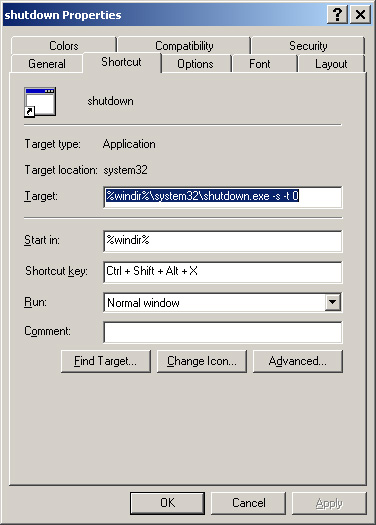 shutdown Properties
Colors Compatibility Security
General Shortcut Options Font Layout
shutdown
Target type: Application
Target location: system32
Target: %windir%\system32\shutdown.exe -s -t 0
Start in: %windir%
Shortcut key: Ctrl + Shift + Alt + X
Run: Normal window
Comment:
Find Target... Change Icon... Advanced...
OK Cancel Apply